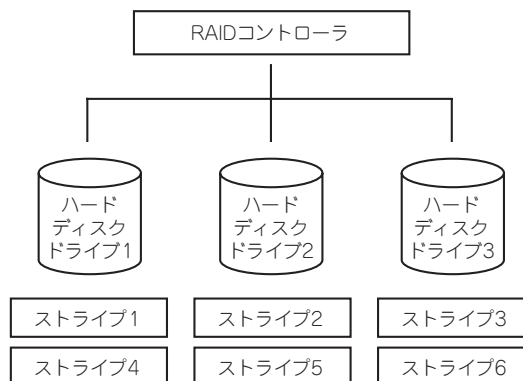 RAIDコントローラ
ハード
ディスク
ドライブ1
ハード
ディスク
ドライブ2
ハード
ディスク
ドライブ3
ストライプ1
ストライプ2
ストライプ3
ストライプ4
ストライプ5
ストライプ6